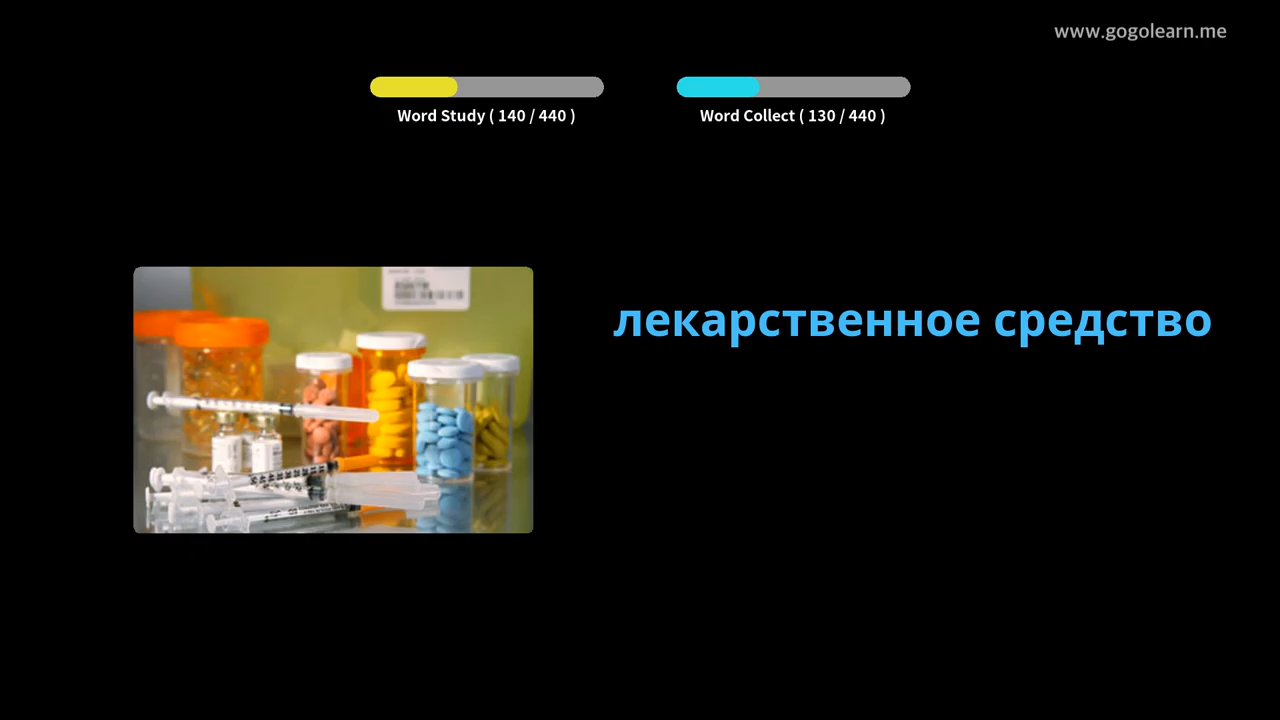 www.gogolearn.me
Word Study ( 140 / 440 )
Word Collect ( 130 / 440 )
лекарственное средство